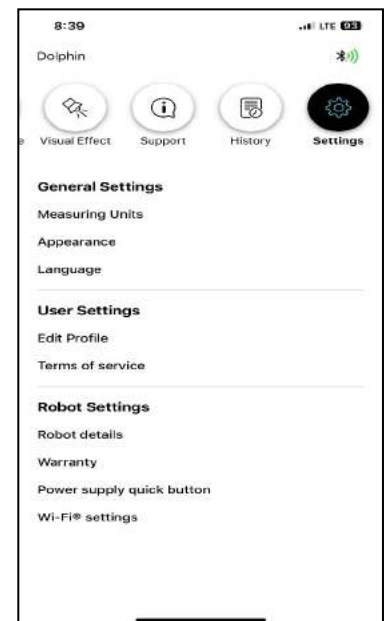 8:39
LTE 93
Dolphin
Visual Effect Support History Settings
General Settings
Measuring Units
Appearance
Language
User Settings
Edit Profile
Terms of service
Robot Settings
Robot details
Warranty
Power supply quick button
Wi-Fi® settings